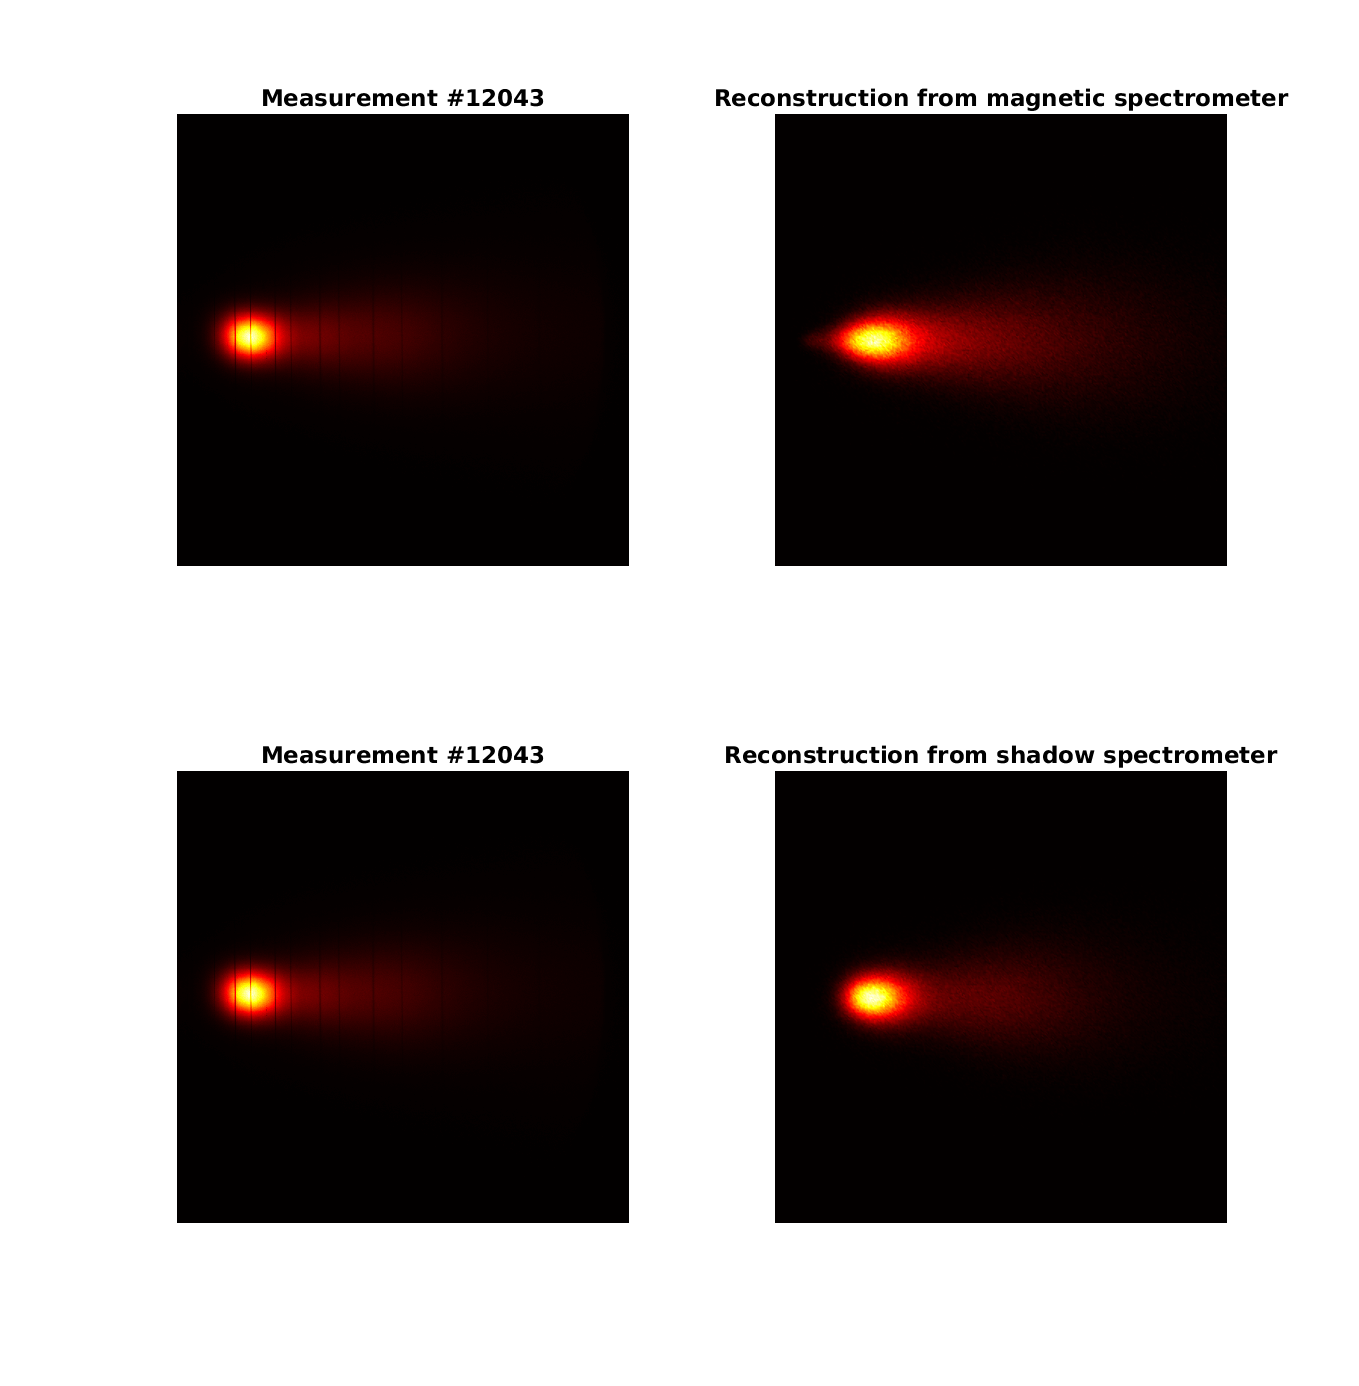 Measurement #12043
Reconstruction from magnetic spectrometer
Measurement #12043
Reconstruction from shadow spectrometer